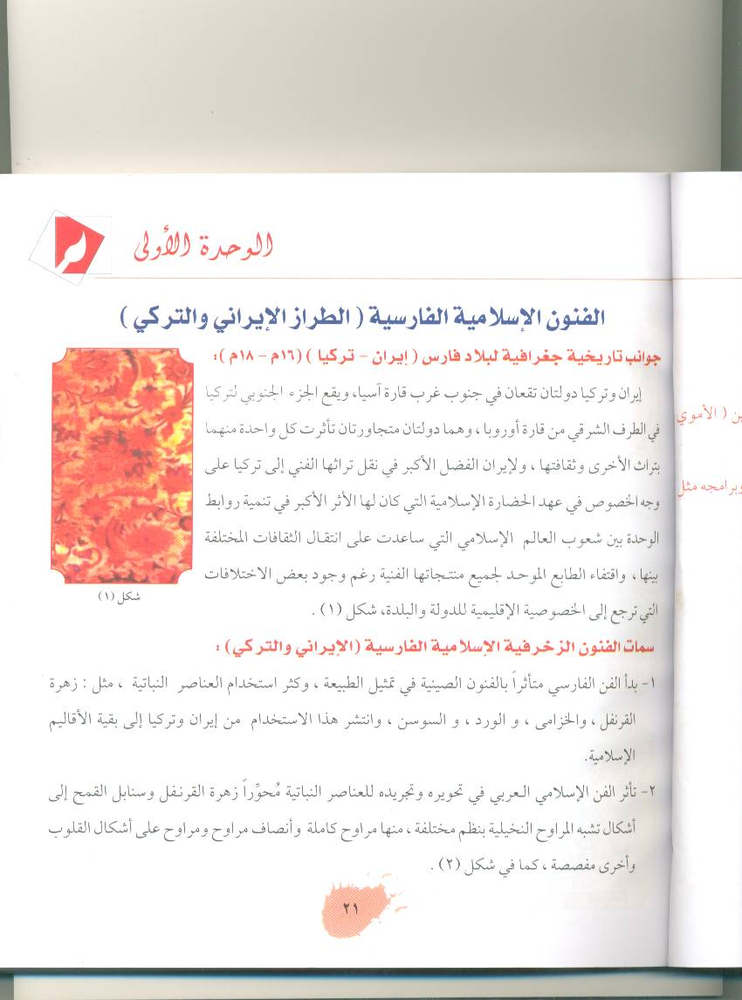 الوحدة الأولى
الفنون الإسلامية الفارسية ( الطراز الإيراني والتركي )
جوانب تاريخية جغرافية لبلاد فارس ( إيران - تركيا ) (١٦م - ١٨م ) :
إيران وتركيا دولتان تقعان في جنوب غرب قارة آسيا، ويقع الجزء الجنوبي لتركيا
في الطرف الشرقي من قارة أوروبا ، وهما دولتان متجاورتان تأثرت كل واحدة منهما
بتراث الأخرى وثقافتها ، ولإيران الفضل الأكبر في نقل تراثها الفني إلى تركيا على
وجه الخصوص في عهد الحضارة الإسلامية التي كان لها الأثر الأكبر في تنمية روابط
الوحدة بين شعوب العالم الإسلامي التي ساعدت على انتقال الثقافات المختلفة
بينها ، واقتفاء الطابع الموحد لجميع منتجاتها الفنية رغم وجود بعض الاختلافات
التي ترجع إلى الخصوصية الإقليمية للدولة والبلدة، شكل (١) .
شكل (١)
سمات الفنون الزخرفية الإسلامية الفارسية (الإيراني والتركي) :
١- بدأ الفن الفارسي متأثراً بالفنون الصينية في تمثيل الطبيعة ، وكثر استخدام العناصر النباتية ، مثل : زهرة
القرنفل ، والخزامى ، و الورد ، و السوسن ، وانتشر هذا الاستخدام من إيران وتركيا إلى بقية الأقاليم
الإسلامية.
٢- تأثر الفن الإسلامي العربي في تحويره وتجريده للعناصر النباتية مُحوِّراً زهرة القرنفل وسنابل القمح إلى
أشكال تشبه المراوح النخيلية بنظم مختلفة ، منها مراوح كاملة وأنصاف مراوح ومراوح على أشكال القلوب
وأخرى مفصصة ، كما في شكل (٢) .
٢١
ين ( الأموي
وبرامجه مثل